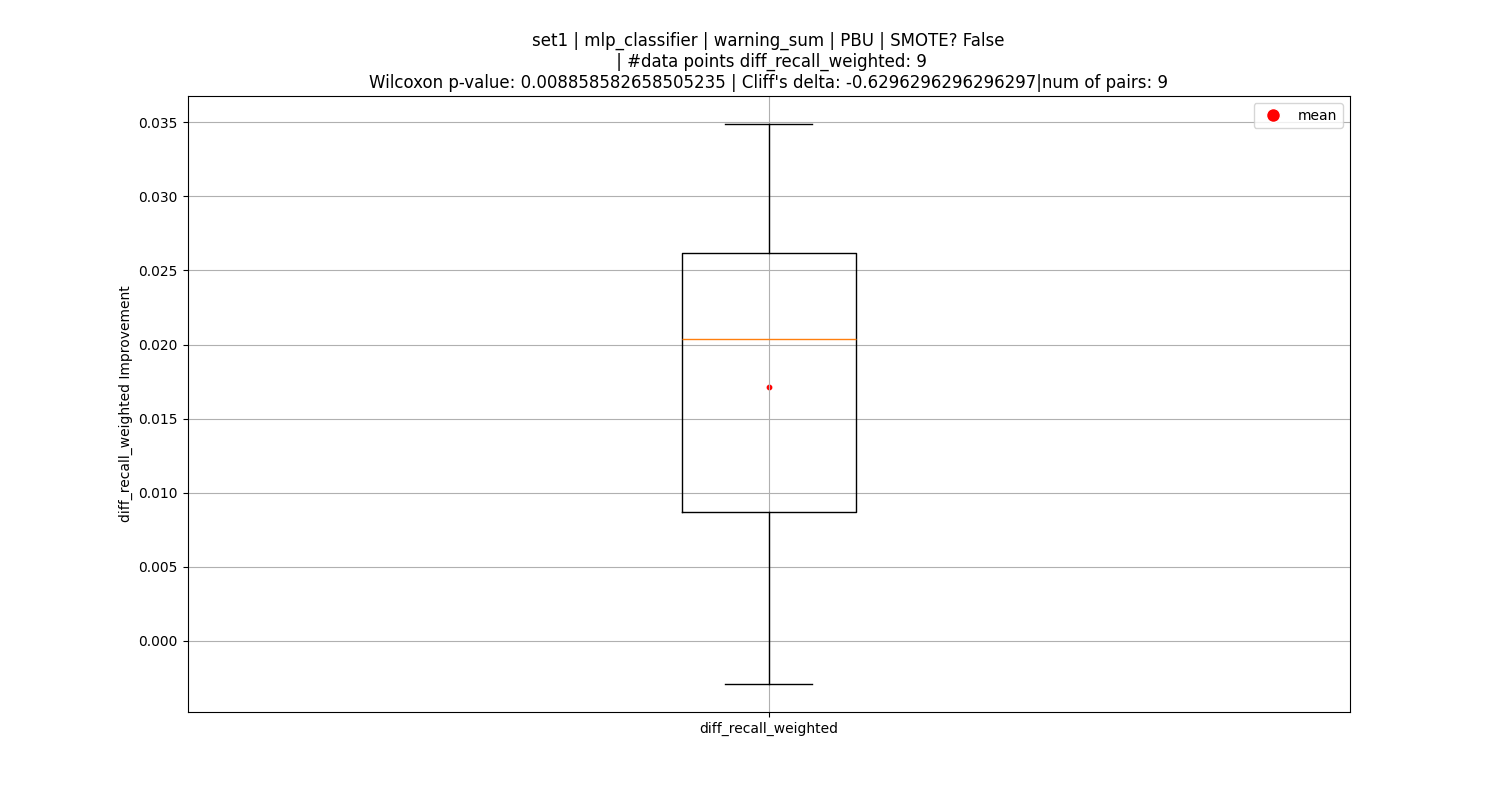 set1 | mlp_classifier | warning_sum | PBU | SMOTE? False
| #data points diff_recall_weighted: 9
Wilcoxon p-value: 0.008858582658505235 | Cliff's delta: -0.6296296296296297|num of pairs: 9
mean
0.035
0.030
0.025
0.020
0.015
0.010
0.005
0.000
diff_recall_weighted Improvement
diff_recall_weighted